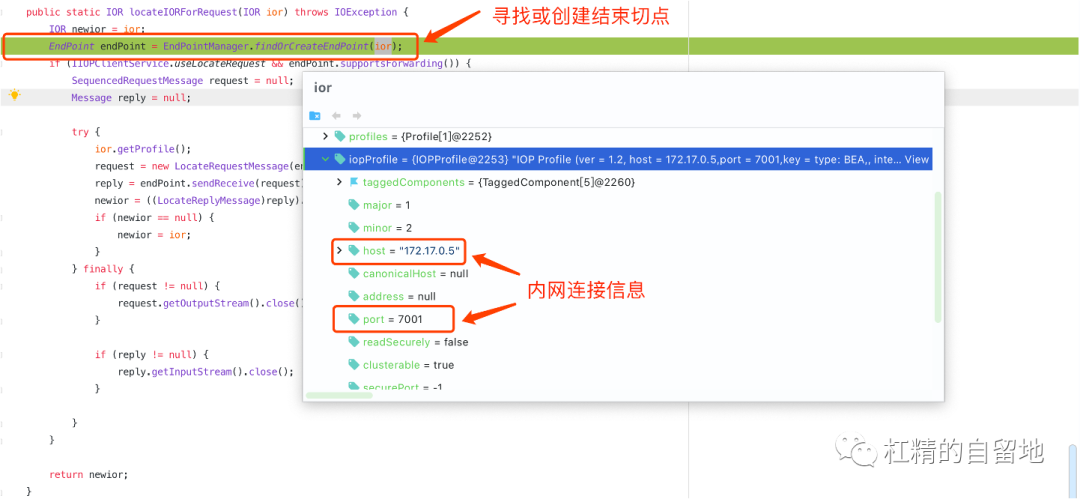 public static IOR locateIORForRequest(IOR ior) throws IOException {
寻找或创建结束切点
IOR newior = ior;
EndPoint endPoint = EndPointManager.findOrCreateEndPoint(ior);
if (IIOPClientService.useLocateRequest && endPoint.supportsForwarding()) {
SequencedRequestMessage request = null;
Message reply = null;
try {
ior.getProfile();
request = new LocateRequestMessage(en
reply = endPoint.sendReceive(request
newior = ((LocateReplyMessage)reply).
if (newior == null) {
newior = ior;
}
} finally {
if (request != null) {
request.getOutputStream().close()
}
if (reply != null) {
reply.getInputStream().close();
}
}
}
return newior;
}
ior
profiles = {Profile[1]@2252}
iopProfile = {IOPProfile@2253} "IOP Profile (ver = 1.2, host = 172.17.0.5,port = 7001,key = type: BEA,, inte... View
taggedComponents = {TaggedComponent[5]@2260}
major = 1
minor = 2
host = "172.17.0.5"
canonicalHost = null
address = null
port = 7001
readSecurely = false
clusterable = true
securePort = -1
内网连接信息
杠精的自留地